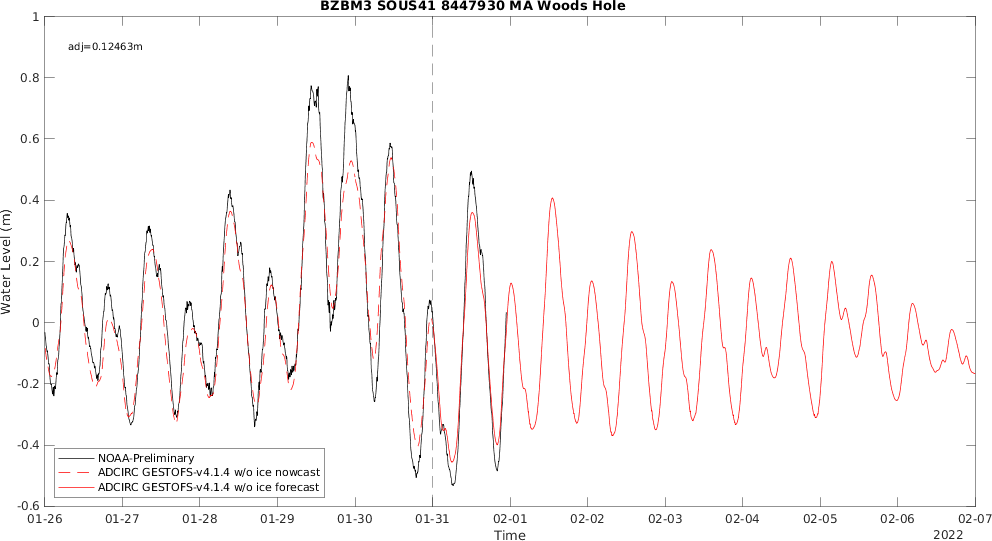 BZBM3 SOUS41 8447930 MA Woods Hole
adj=0.12463m
Water Level (m)
1
0.8
0.6
0.4
0.2
0
-0.2
-0.4
-0.6
NOAA-Preliminary
ADCIRC GESTOFS-v4.1.4 w/o ice nowcast
ADCIRC GESTOFS-v4.1.4 w/o ice forecast
01-26 01-27 01-28 01-29 01-30 01-31 02-01 02-02 02-03 02-04 02-05 02-06 02-07
Time
2022